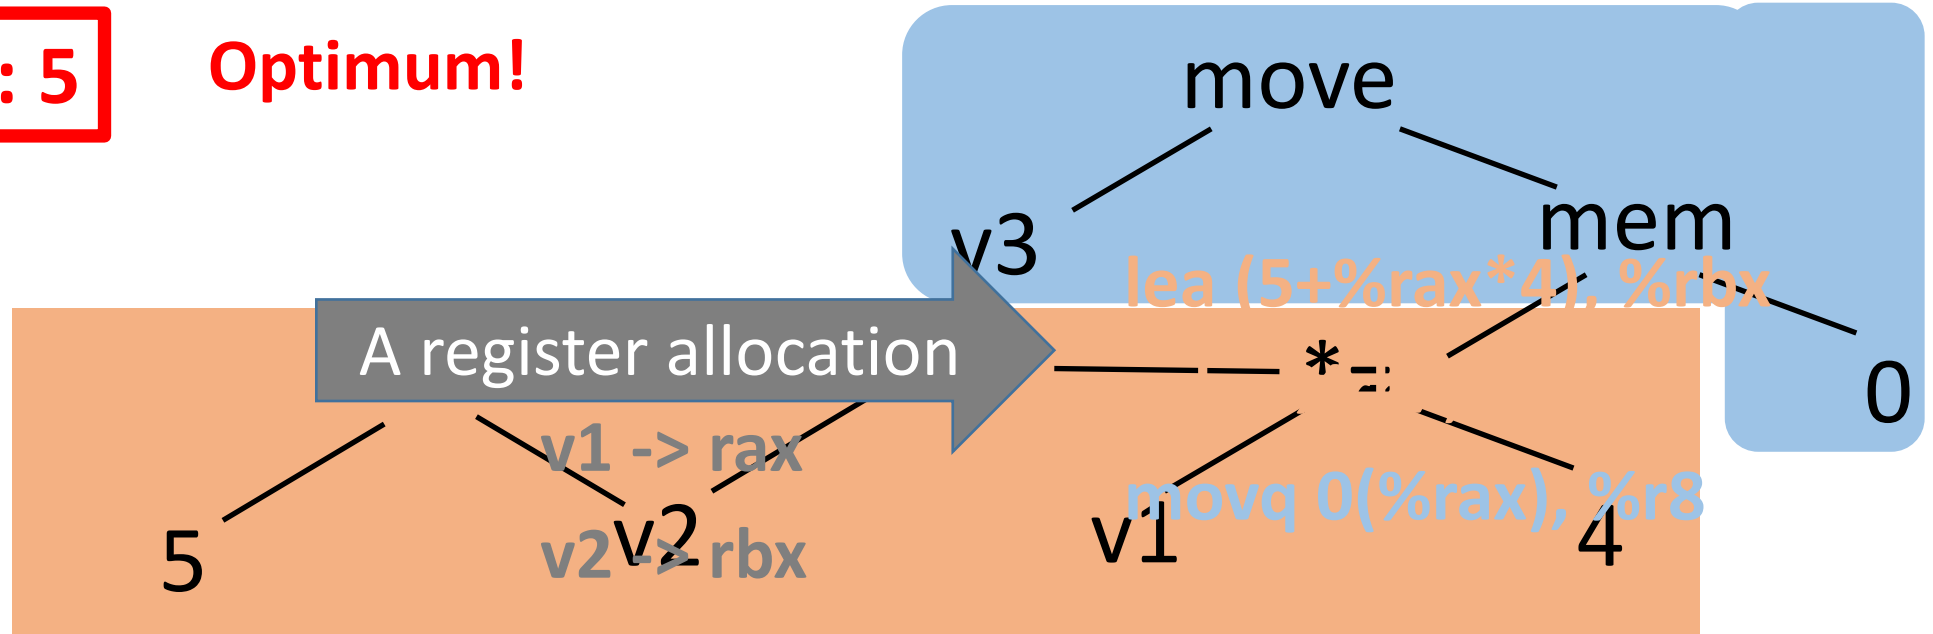 : 5
Optimum!
move
v3
mem
lea (5+%rax*4), %rbx
A register allocation
*
0
v1 -> rax
movq 0(%rax), %r8
5
v2
v2 -> rbx
v1
4